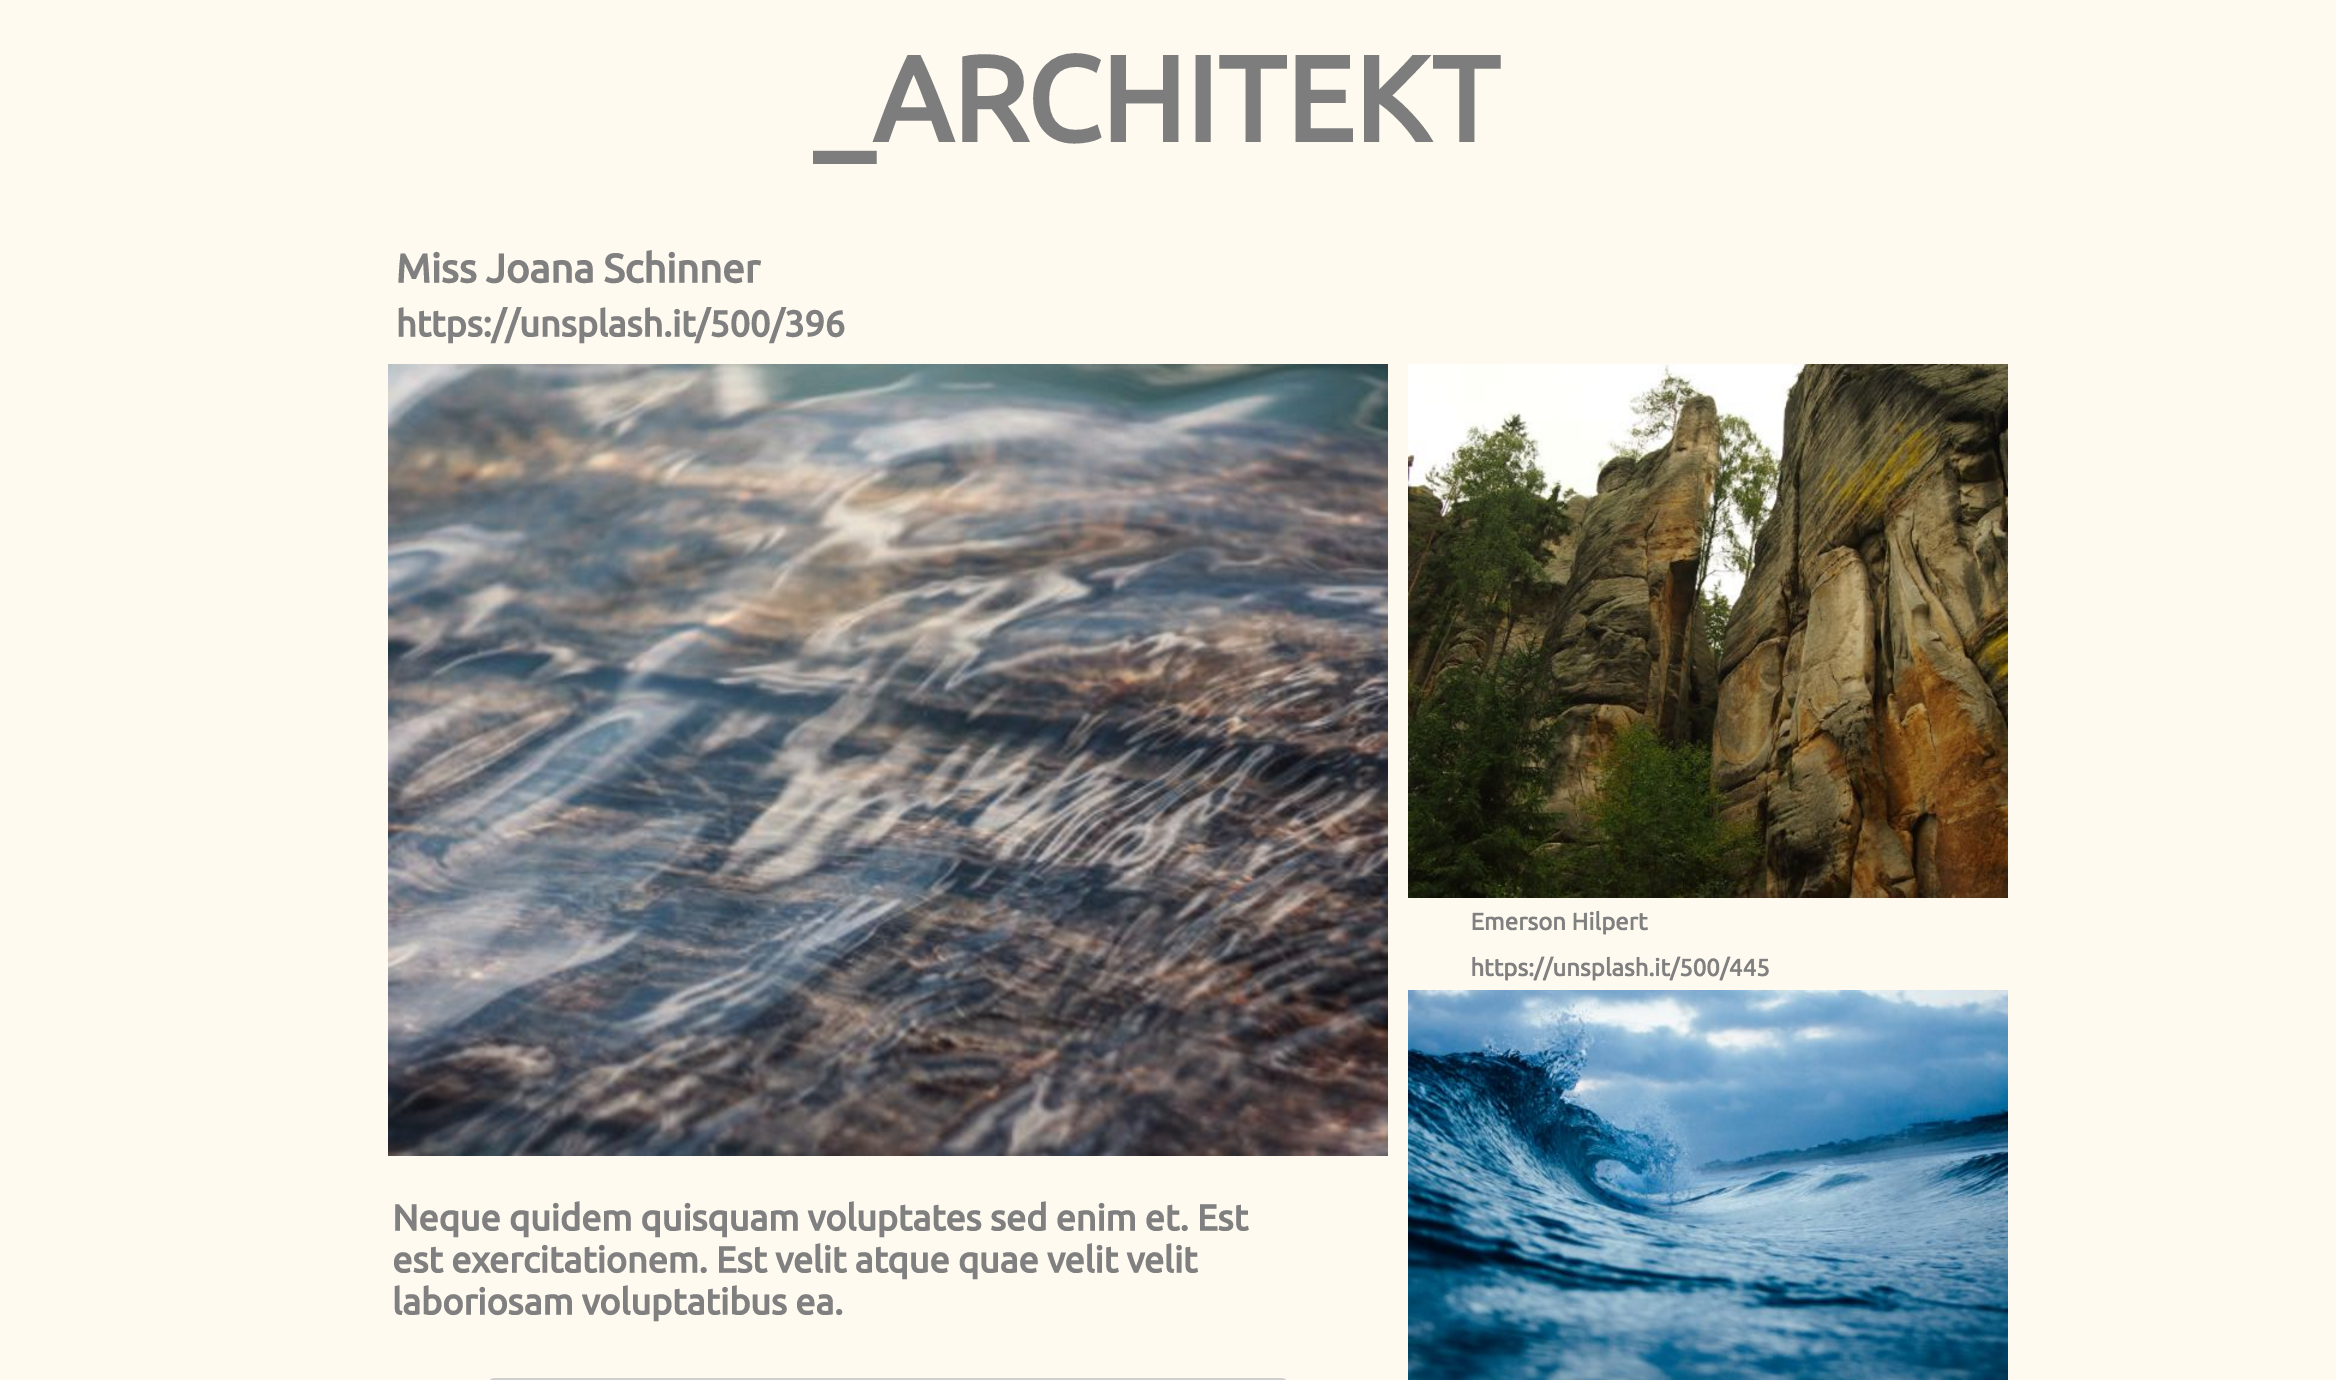 _ARCHITEKT
Miss Joana Schinner
https://unsplash.it/500/396
Emerson Hilpert
https://unsplash.it/500/445
Neque quidem quisquam voluptates sed enim et. Est
est exercitationem. Est velit atque quae velit velit
laboriosam voluptatibus ea.